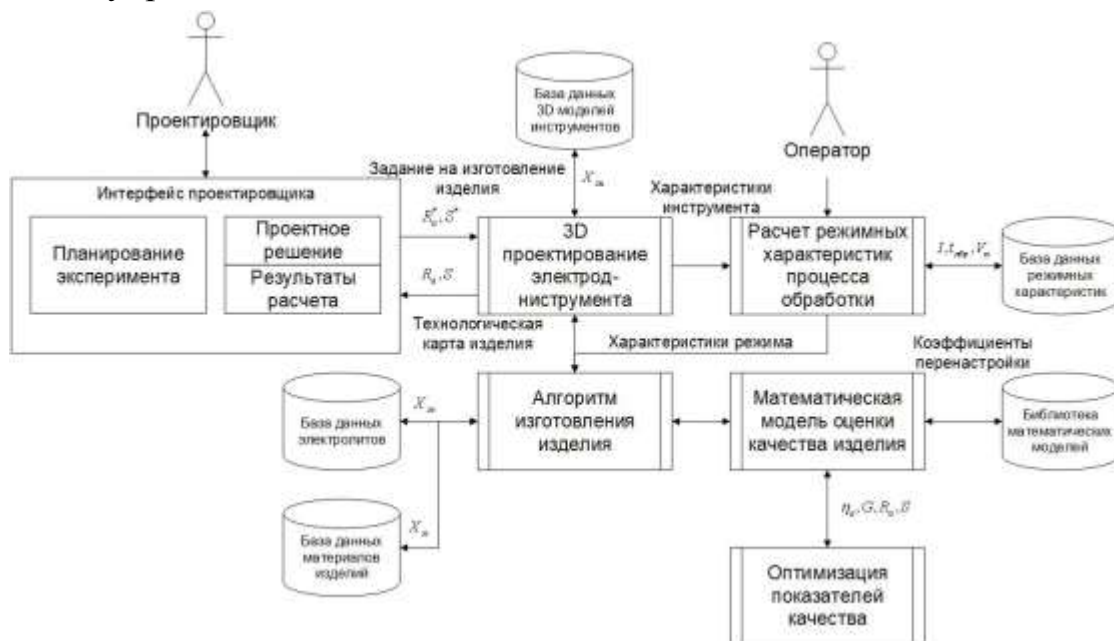 Проектировщик
База данных
3D моделей
инструментов
Оператор
Задание на изготовление
изделия
Характеристики
инструмента
Интерфейс проектировщика
Планирование
эксперимента
Проектное
решение
Результаты
расчета
3D
проектирование
электрод-
ниструмента
Расчет режимных
характеристик
процесса
обработки
База данных
режимных
характеристик
Технологическая
карта изделия
Характеристики режима
Коэффициенты
перенастройки
База данных
электролитов
Алгоритм
изготовления
изделия
Математическая
модель оценки
качества изделия
Библиотека
математических
моделей
База данных
материалов
изделий
Оптимизация
показателей
качества